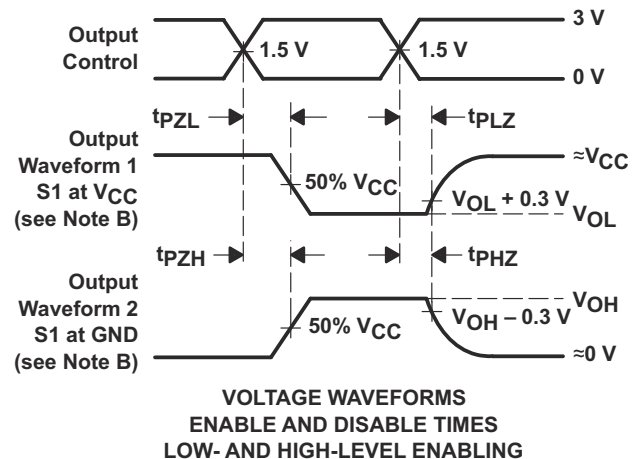 Output
Control
1.5 V
1.5 V
3 V
0 V
tPZL
tPLZ
Output
Waveform 1
S1 at VCC
(see Note B)
50% VCC
≈VCC
VOL + 0.3 V
VOL
tPZH
tPHZ
Output
Waveform 2
S1 at GND
(see Note B)
50% VCC
VOH
VOH – 0.3 V
≈0 V
VOLTAGE WAVEFORMS
ENABLE AND DISABLE TIMES
LOW- AND HIGH-LEVEL ENABLING